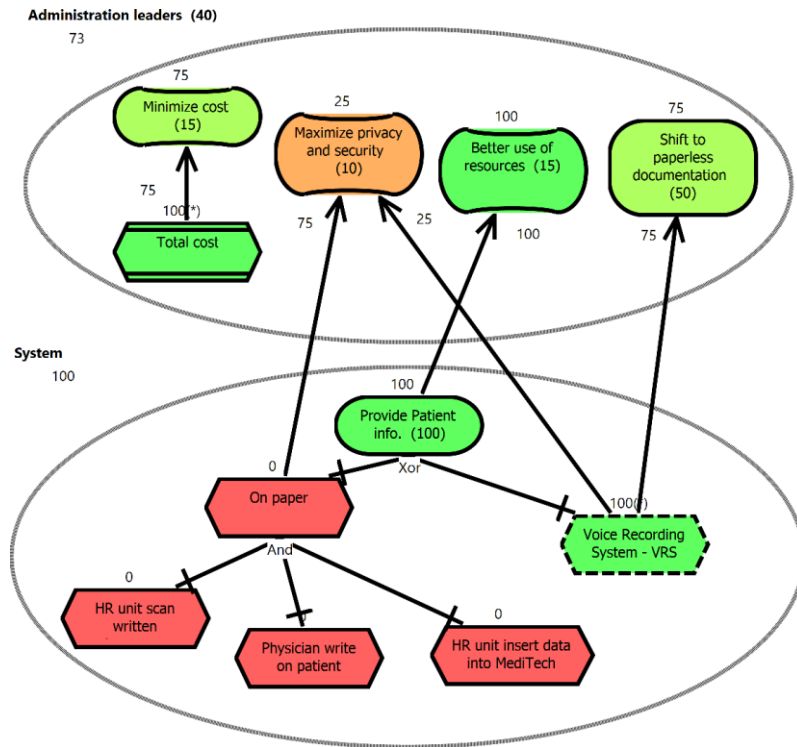 Administration leaders (40)
73
75
Minimize cost
(15)
25
Maximize privacy
and security
(10)
100
Better use of
resources (15)
75
Shift to
paperless
documentation
(50)
75
100(*)
Total cost
75
25
100
75
System
100
100
Provide Patient
info. (100)
Xor
0
On paper
And
100(*)
Voice Recording
System - VRS
0
HR unit scan
written
0
Physician write
on patient
0
HR unit insert data
into MediTech